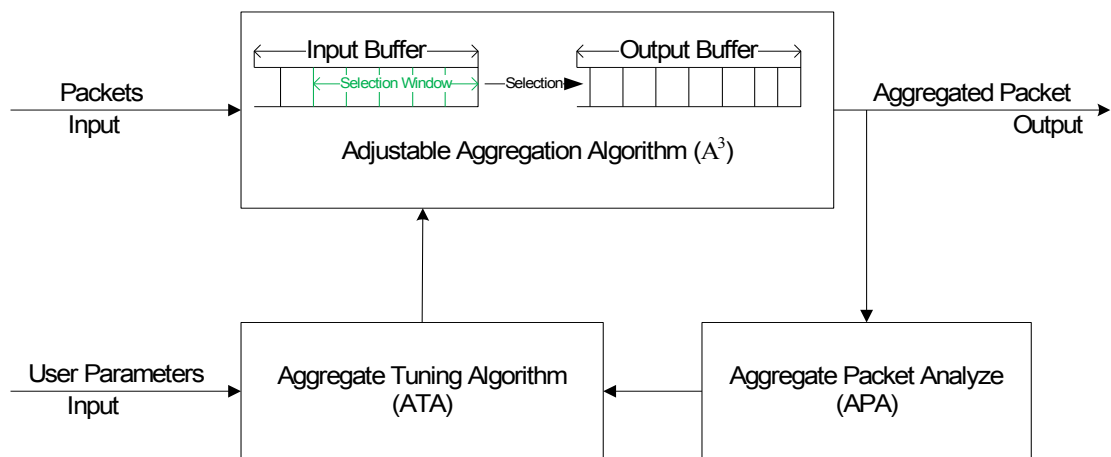 Input Buffer
Output Buffer
Selection Window
Selection
Packets
Input
Aggregated Packet
Output
Adjustable Aggregation Algorithm (A³)
User Parameters
Input
Aggregate Tuning Algorithm
(ATA)
Aggregate Packet Analyze
(APA)